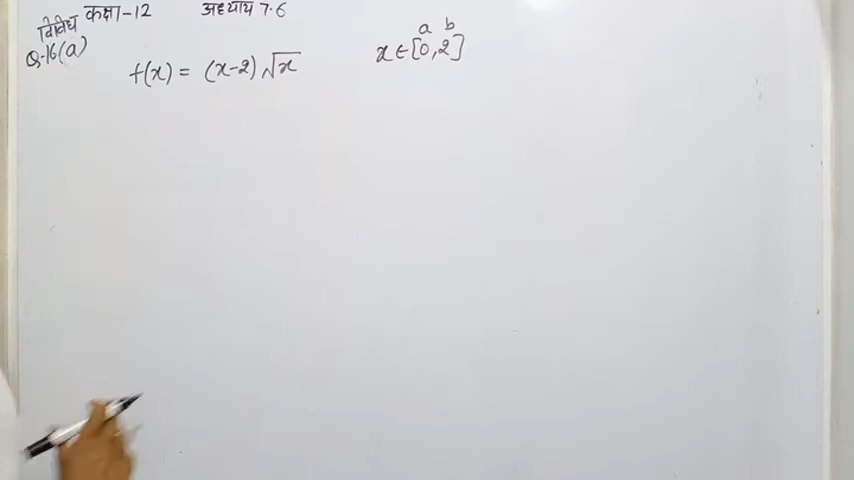 विविध कक्षा-12 अध्याय 7.6
Q-16(a)
a b
f(x) = (x-2)√x x∈[0,2]